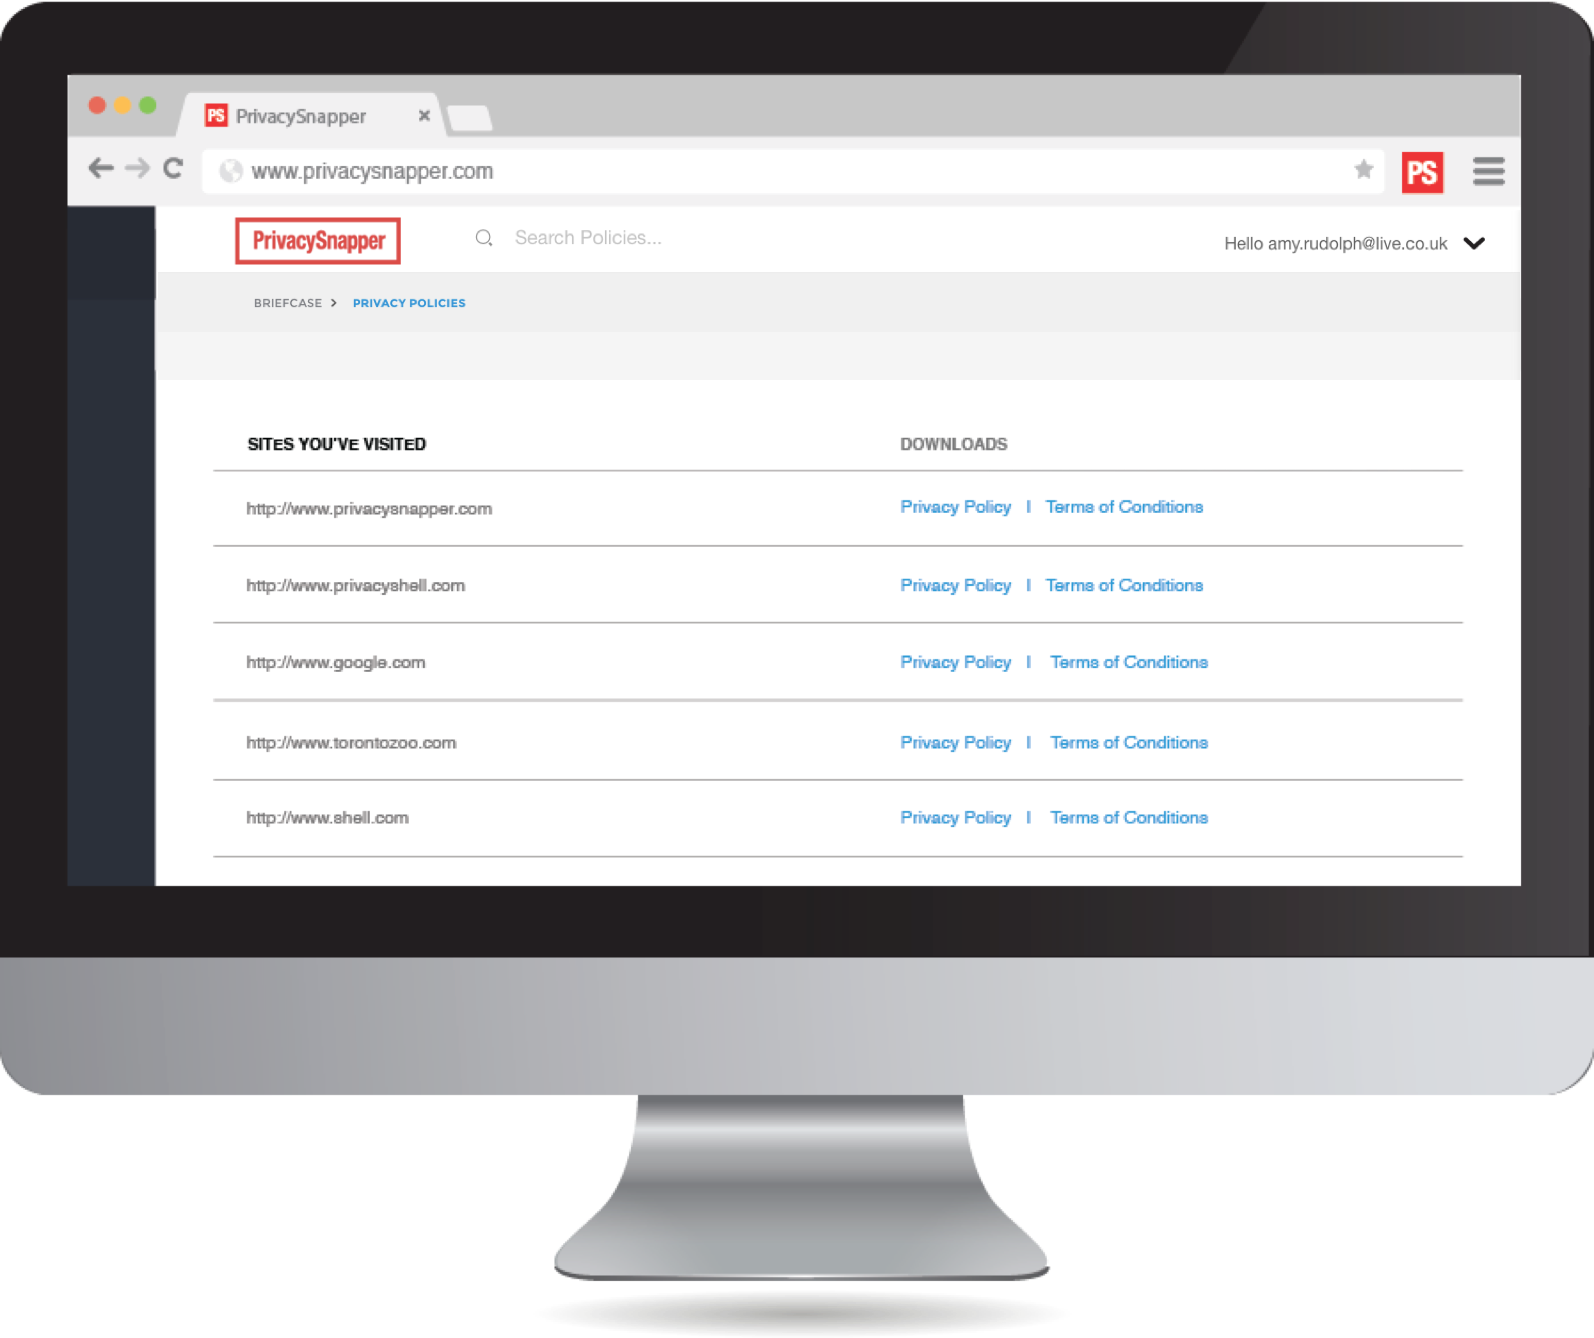 PS PrivacySnapper ×
www.privacysnapper.com PS
PrivacySnapper Search Policies... Hello amy.rudolph@live.co.uk
BRIEFCASE > PRIVACY POLICIES
SITES YOU'VE VISITED DOWNLOADS
http://www.privacysnapper.com Privacy Policy | Terms of Conditions
http://www.privacyshell.com Privacy Policy | Terms of Conditions
http://www.google.com Privacy Policy | Terms of Conditions
http://www.torontozoo.com Privacy Policy | Terms of Conditions
http://www.shell.com Privacy Policy | Terms of Conditions